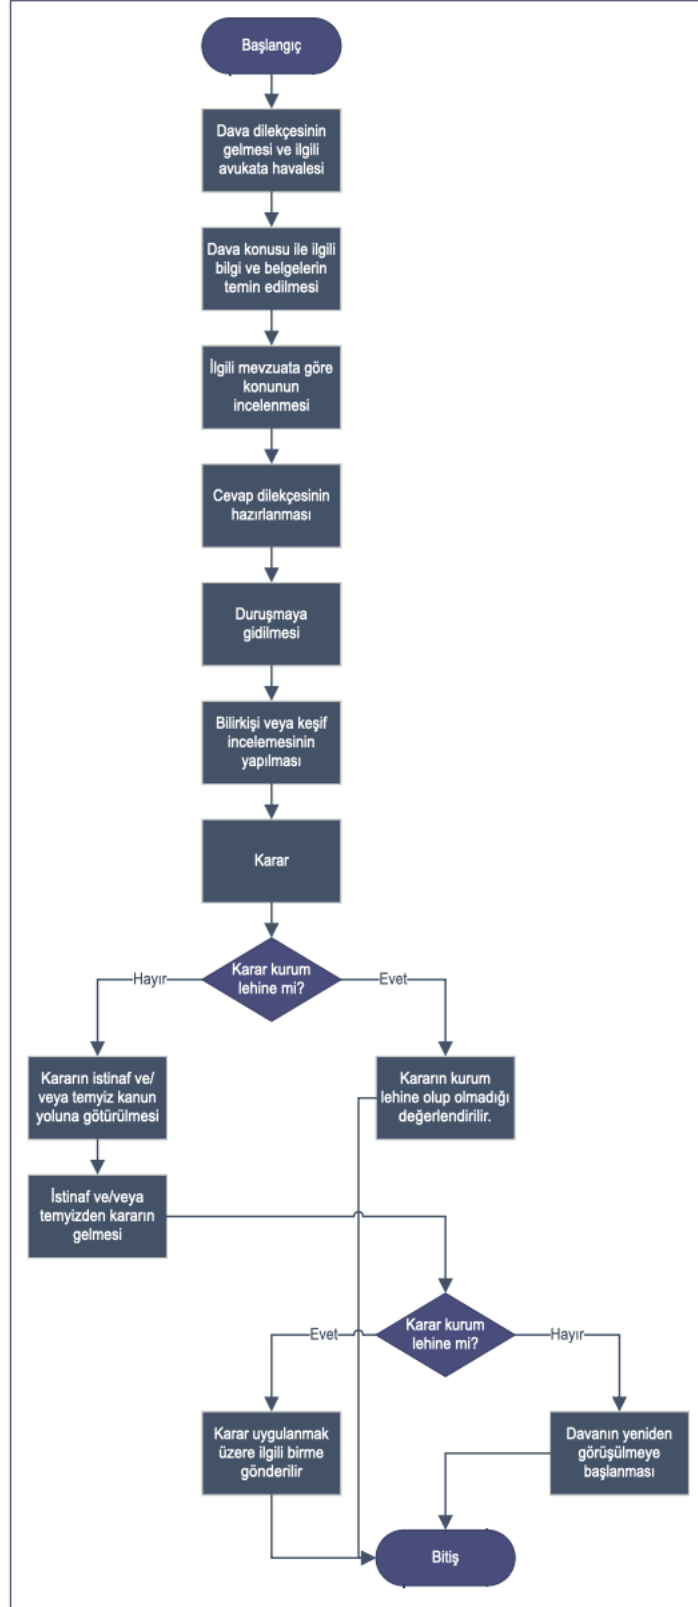 Başlangıç
Dava dilekçesinin
gelmesi ve ilgili
avukata havalesi
Dava konusu ile ilgili
bilgi ve belgelerin
temin edilmesi
İlgili mevzuata göre
konunun
incelenmesi
Cevap dilekçesinin
hazırlanması
Duruşmaya
gidilmesi
Bilirkişi veya keşif
incelemesinin
yapılması
Karar
Karar kurum
lehine mi?
Hayır
Evet
Kararın istinaf ve/
veya temyiz kanun
yoluna götürülmesi
Kararın kurum
lehine olup olmadığı
değerlendirilir.
İstinaf ve/veya
temyizden kararın
gelmesi
Karar kurum
lehine mi?
Evet
Hayır
Karar uygulanmak
üzere ilgili birme
gönderilir
Davanın yeniden
görüşülmeye
başlanması
Bitiş